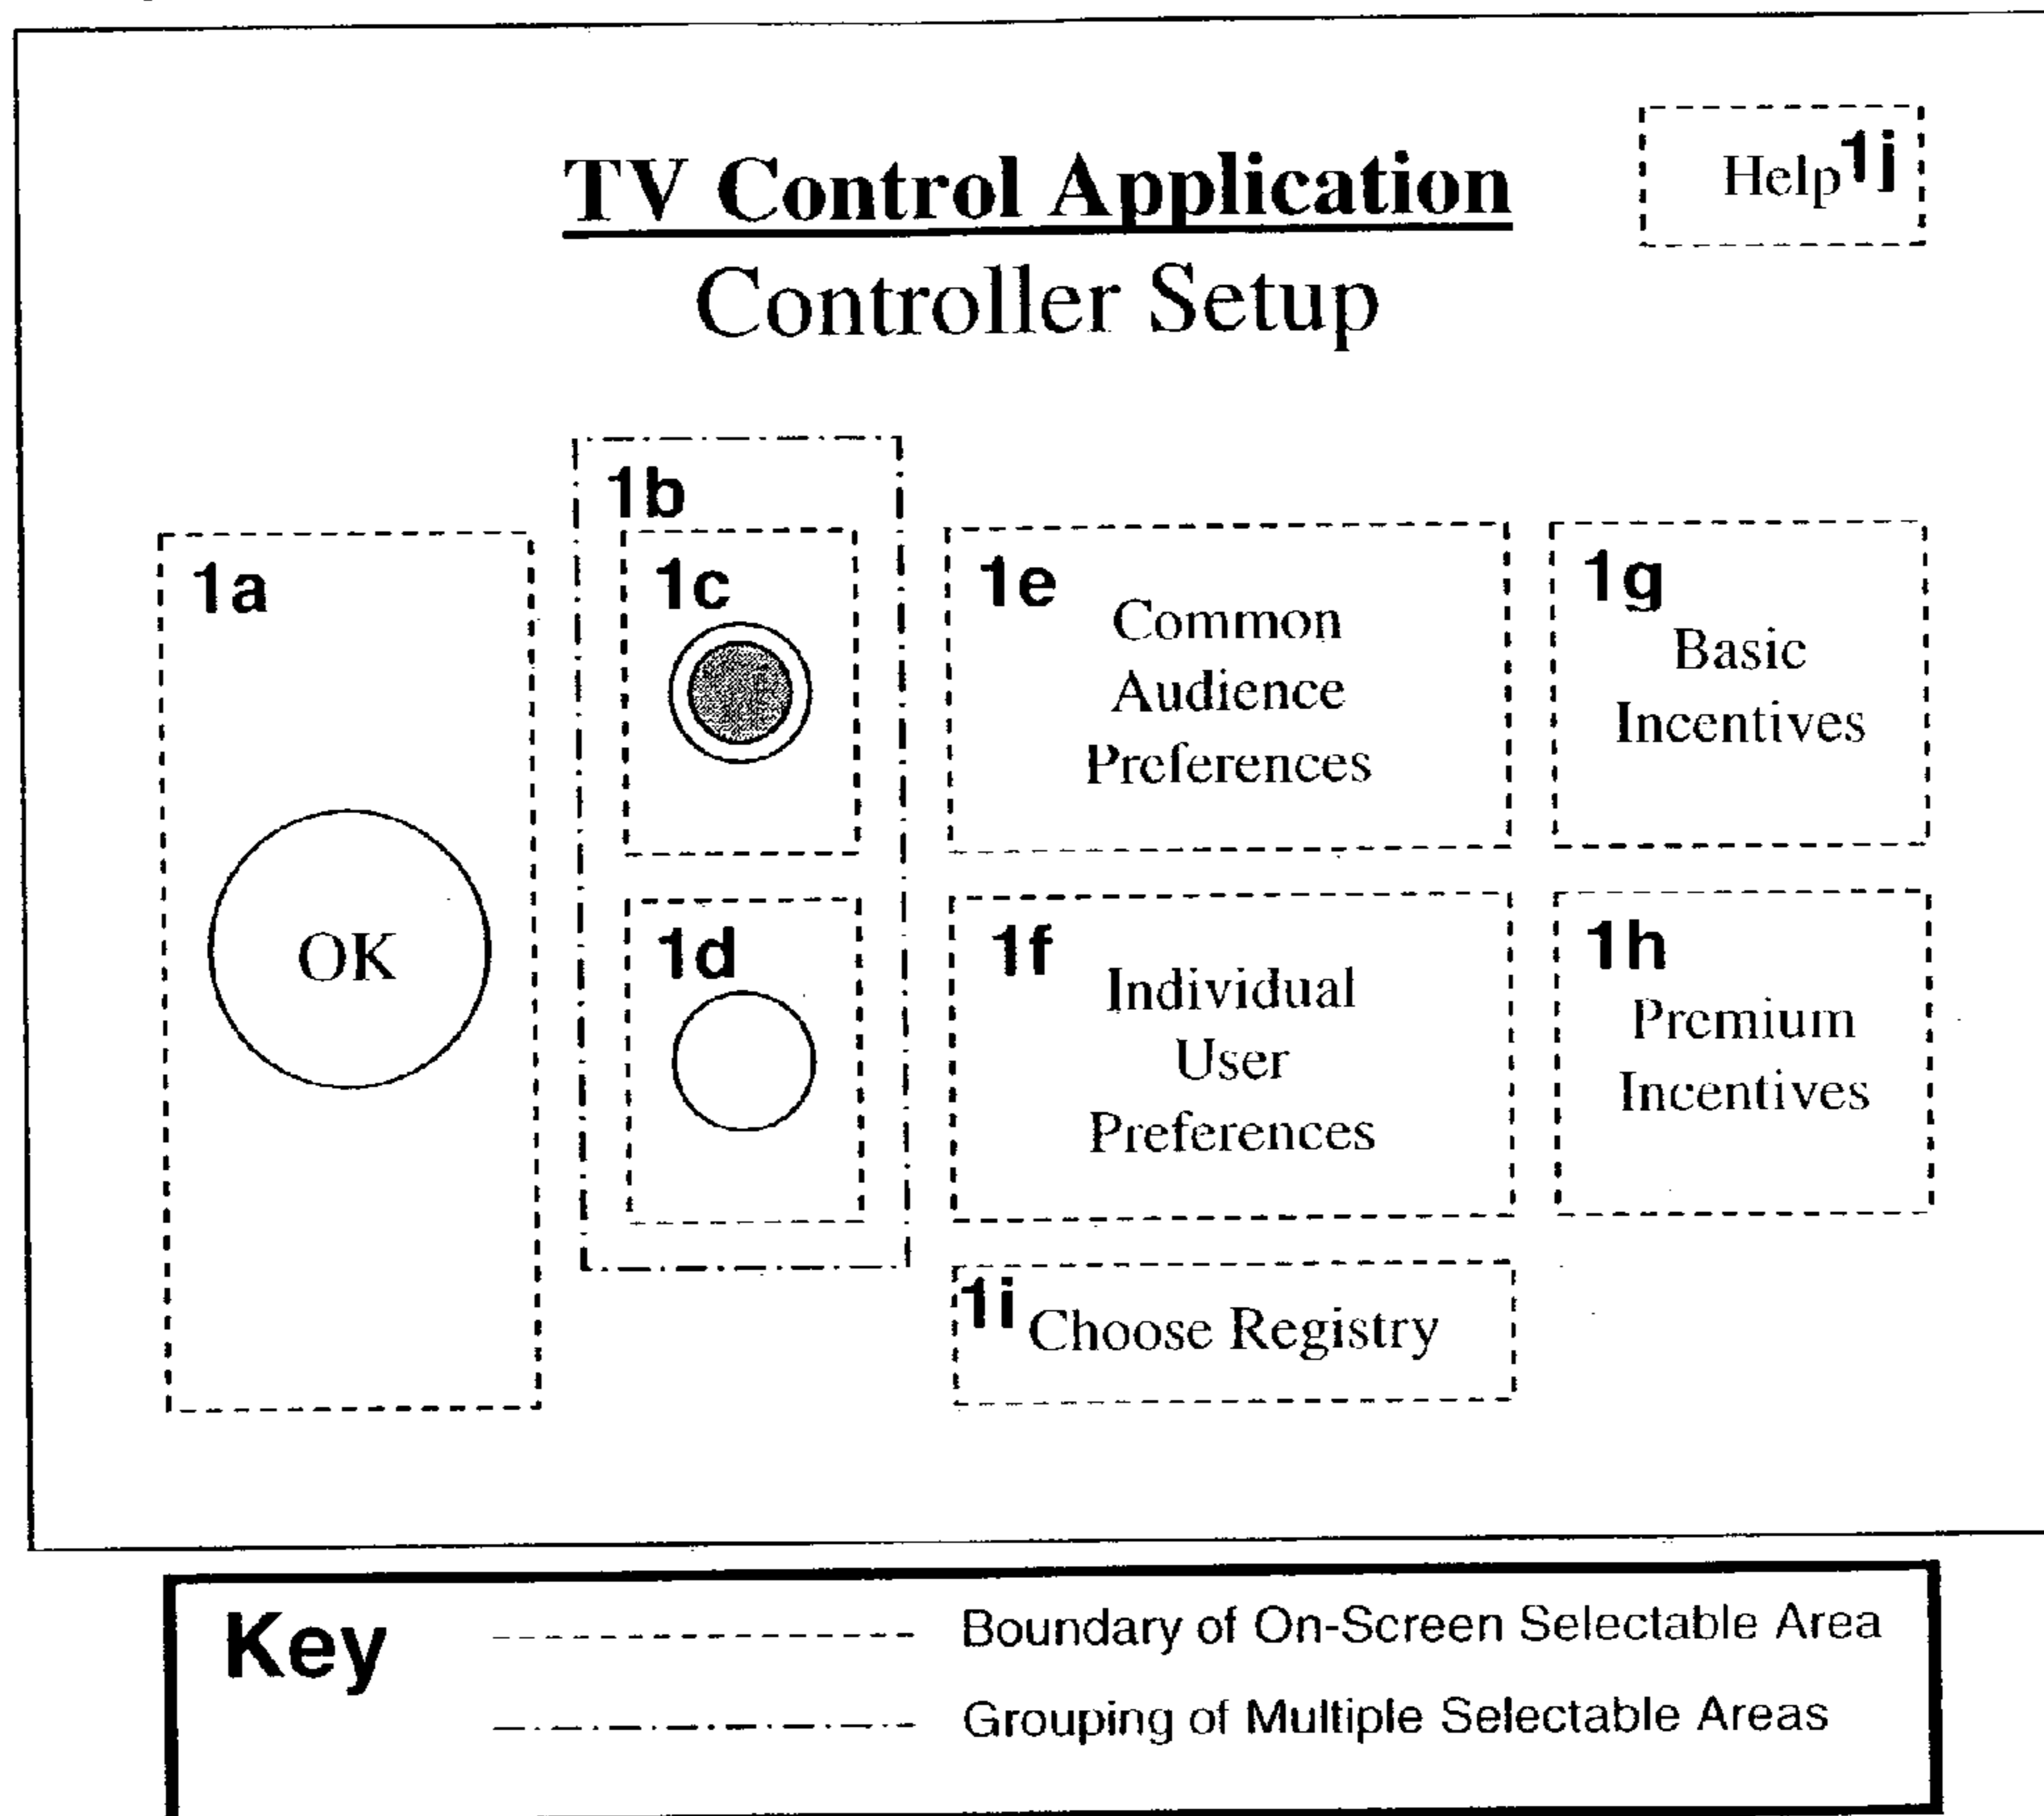 TV Control Application
Help 1j
Controller Setup
1a
OK
1b
1c
1d
1e
Common
Audience
Preferences
1g
Basic
Incentives
1f
Individual
User
Preferences
1h
Premium
Incentives
1i Choose Registry
Key
Boundary of On-Screen Selectable Area
Grouping of Multiple Selectable Areas